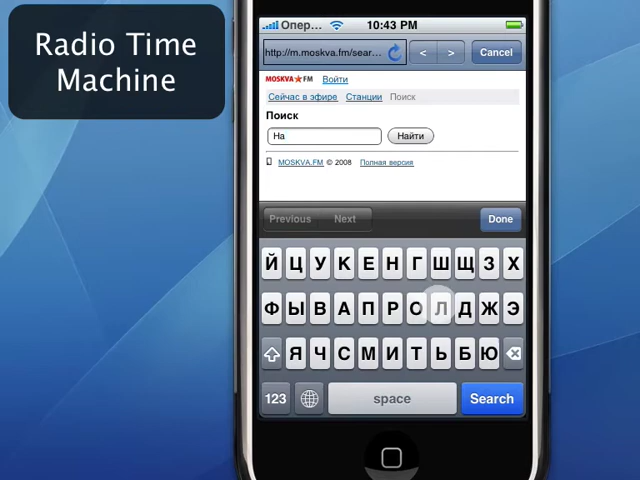 Radio Time
Machine
Опер... 10:43 PM
http://m.moskva.fm/sear... < > Cancel
MOSKVA★FM Войти
Сейчас в эфире Станции Поиск
Поиск
На Найти
MOSKVA.FM © 2008 Полная версия
Previous Next Done
Й Ц У К Е Н Г Ш Щ З Х
Ф Ы В А П Р О Л Д Ж Э
Я Ч С М И Т Ь Б Ю
123 space Search